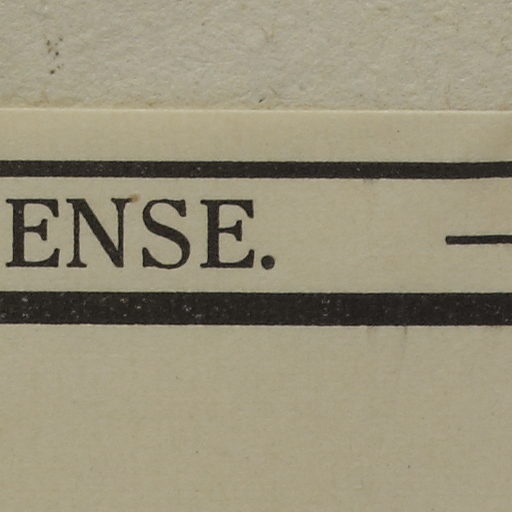 ENSE. —